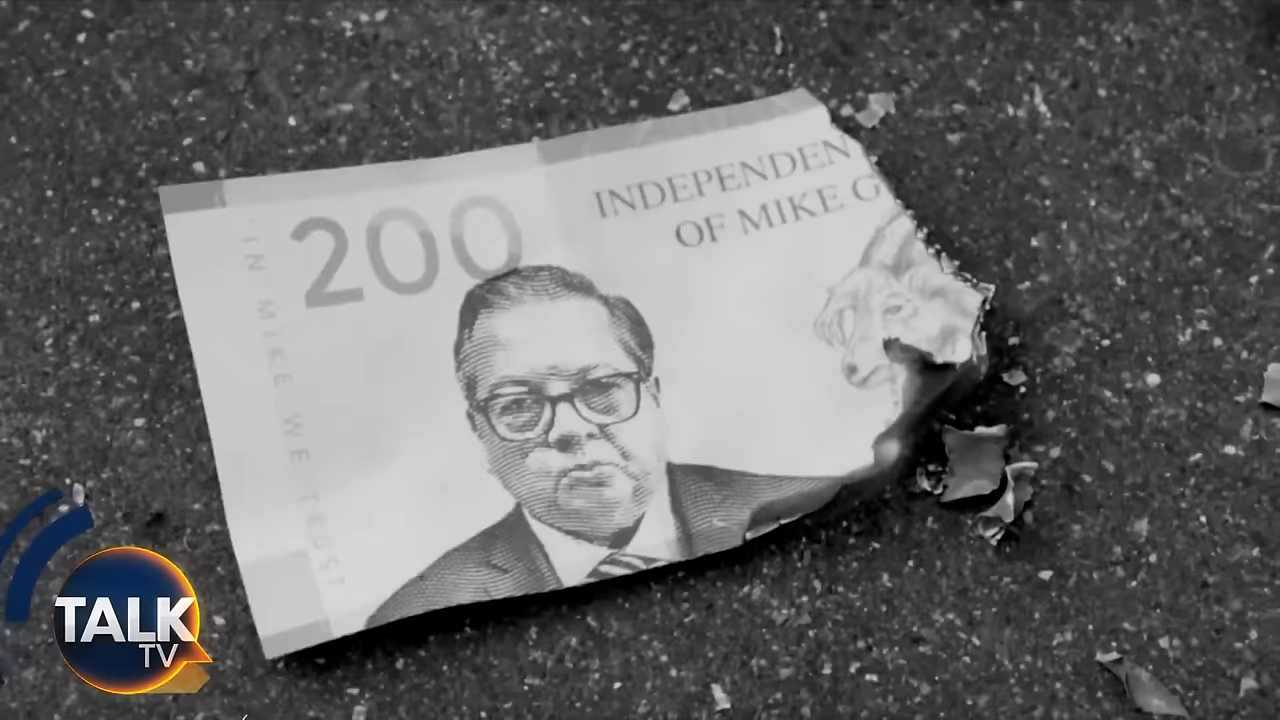 200
INDEPENDEN
OF MIKE G
IN MIKE WE TRUST
TALK
TV